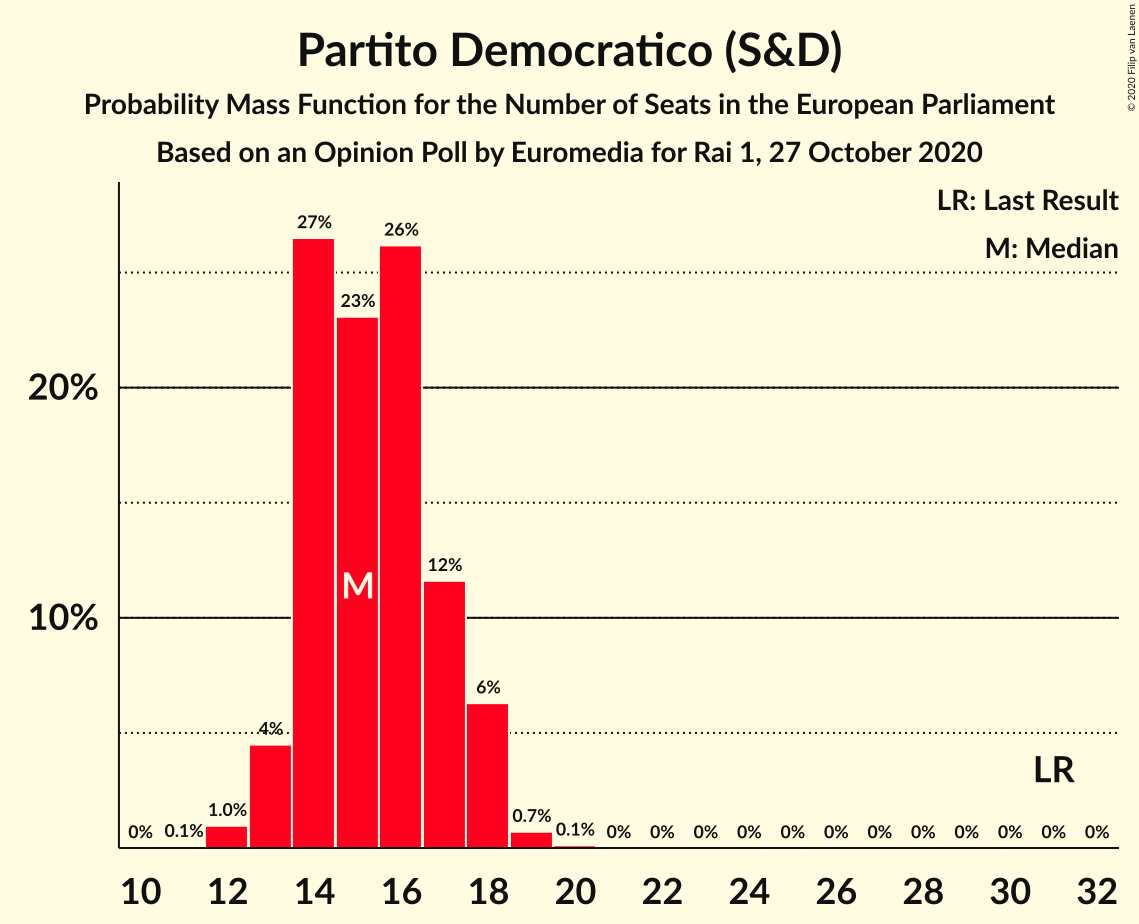 Partito Democratico (S&D)
Probability Mass Function for the Number of Seats in the European Parliament
Based on an Opinion Poll by Euromedia for Rai 1, 27 October 2020
© 2020 Filip van Laenen
LR: Last Result
M: Median
27%
26%
23%
20%
M
12%
10%
6%
4%
LR
0% 0.1% 1.0% 0.7% 0.1% 0% 0% 0% 0% 0% 0% 0% 0% 0% 0% 0% 0%
10 12 14 16 18 20 22 24 26 28 30 32